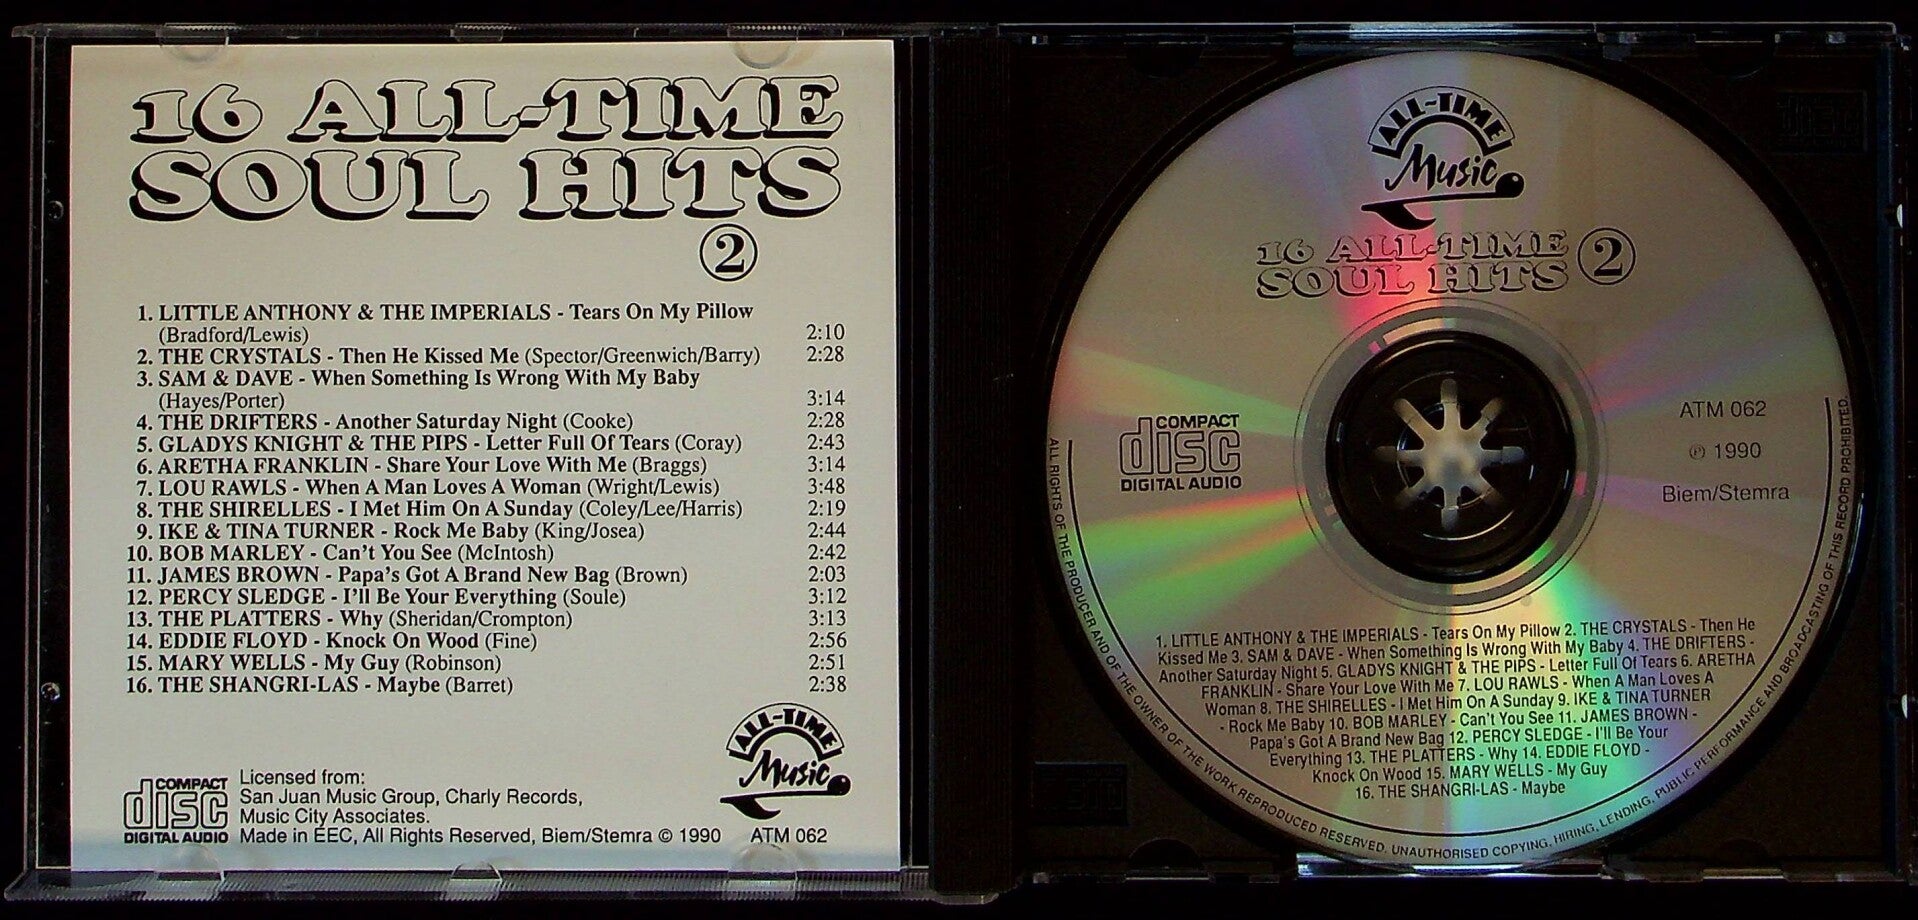 16 ALL-TIME
SOUL HITS
2
1. LITTLE ANTHONY & THE IMPERIALS - Tears On My Pillow
(Bradford/Lewis) 2:10
2. THE CRYSTALS - Then He Kissed Me (Spector/Greenwich/Barry) 2:28
3. SAM & DAVE - When Something Is Wrong With My Baby
(Hayes/Porter) 3:14
4. THE DRIFTERS - Another Saturday Night (Cooke) 2:28
5. GLADYS KNIGHT & THE PIPS - Letter Full Of Tears (Coray) 2:43
6. ARETHA FRANKLIN - Share Your Love With Me (Braggs) 3:14
7. LOU RAWLS - When A Man Loves A Woman (Wright/Lewis) 3:48
8. THE SHIRELLES - I Met Him On A Sunday (Coley/Lee/Harris) 2:19
9. IKE & TINA TURNER - Rock Me Baby (King/Josea) 2:44
10. BOB MARLEY - Can't You See (McIntosh) 2:42
11. JAMES BROWN - Papa's Got A Brand New Bag (Brown) 2:03
12. PERCY SLEDGE - I'll Be Your Everything (Soule) 3:12
13. THE PLATTERS - Why (Sheridan/Crompton) 3:13
14. EDDIE FLOYD - Knock On Wood (Fine) 2:56
15. MARY WELLS - My Guy (Robinson) 2:51
16. THE SHANGRI-LAS - Maybe (Barret) 2:38
ALL-TIME
Music
COMPACT
disc
DIGITAL AUDIO
Licensed from:
San Juan Music Group, Charly Records,
Music City Associates.
Made in EEC, All Rights Reserved, Biem/Stemra © 1990 ATM 062
ALL-TIME
Music
16 ALL-TIME
SOUL HITS 2
COMPACT
disc
DIGITAL AUDIO
ATM 062
℗ 1990
Biem/Stemra
1. LITTLE ANTHONY & THE IMPERIALS - Tears On My Pillow 2. THE CRYSTALS - Then He
Kissed Me 3. SAM & DAVE - When Something Is Wrong With My Baby 4. THE DRIFTERS -
Another Saturday Night 5. GLADYS KNIGHT & THE PIPS - Letter Full Of Tears 6. ARETHA
FRANKLIN - Share Your Love With Me 7. LOU RAWLS - When A Man Loves A
Woman 8. THE SHIRELLES - I Met Him On A Sunday 9. IKE & TINA TURNER
- Rock Me Baby 10. BOB MARLEY - Can't You See 11. JAMES BROWN -
Papa's Got A Brand New Bag 12. PERCY SLEDGE - I'll Be Your
Everything 13. THE PLATTERS - Why 14. EDDIE FLOYD -
Knock On Wood 15. MARY WELLS - My Guy
16. THE SHANGRI-LAS - Maybe
ALL RIGHTS OF THE PRODUCER AND OF THE OWNER OF THE WORK REPRODUCED RESERVED. UNAUTHORISED COPYING, HIRING, LENDING, PUBLIC PERFORMANCE AND BROADCASTING OF THIS RECORD PROHIBITED.